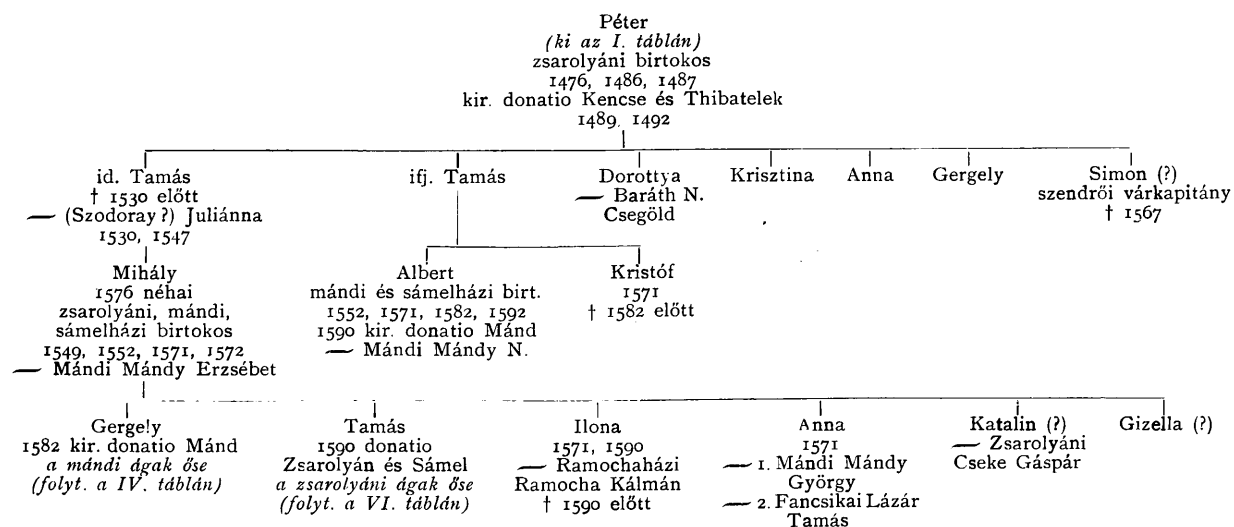 Péter
(ki az I. táblán)
zsarolyáni birtokos
1476, 1486, 1487
kir. donatio Kencse és Thibatelek
1489, 1492
id. Tamás
† 1530 előtt
— (Szodoray ?) Juliánna
1530, 1547
ifj. Tamás
Dorottya
— Baráth N.
Csegöld
Krisztina
Anna
Gergely
Simon (?)
szendrői várkapitány
† 1567
Mihály
1576 néhai
zsarolyáni, mándi,
sámelházi birtokos
1549, 1552, 1571, 1572
— Mándi Mándy Erzsébet
Albert
mándi és sámelházi birt.
1552, 1571, 1582, 1592
1590 kir. donatio Mánd
— Mándi Mándy N.
Kristóf
1571
† 1582 előtt
Gergely
1582 kir. donatio Mánd
a mándi ágak őse
(folyt. a IV. táblán)
Tamás
1590 donatio
Zsarolyán és Sámel
a zsarolyáni ágak őse
(folyt. a VI. táblán)
Ilona
1571, 1590
— Ramochaházi
Ramocha Kálmán
† 1590 előtt
Anna
1571
— 1. Mándi Mándy
György
— 2. Fancsikai Lázár
Tamás
Katalin (?)
— Zsarolyáni
Cseke Gáspár
Gizella (?)